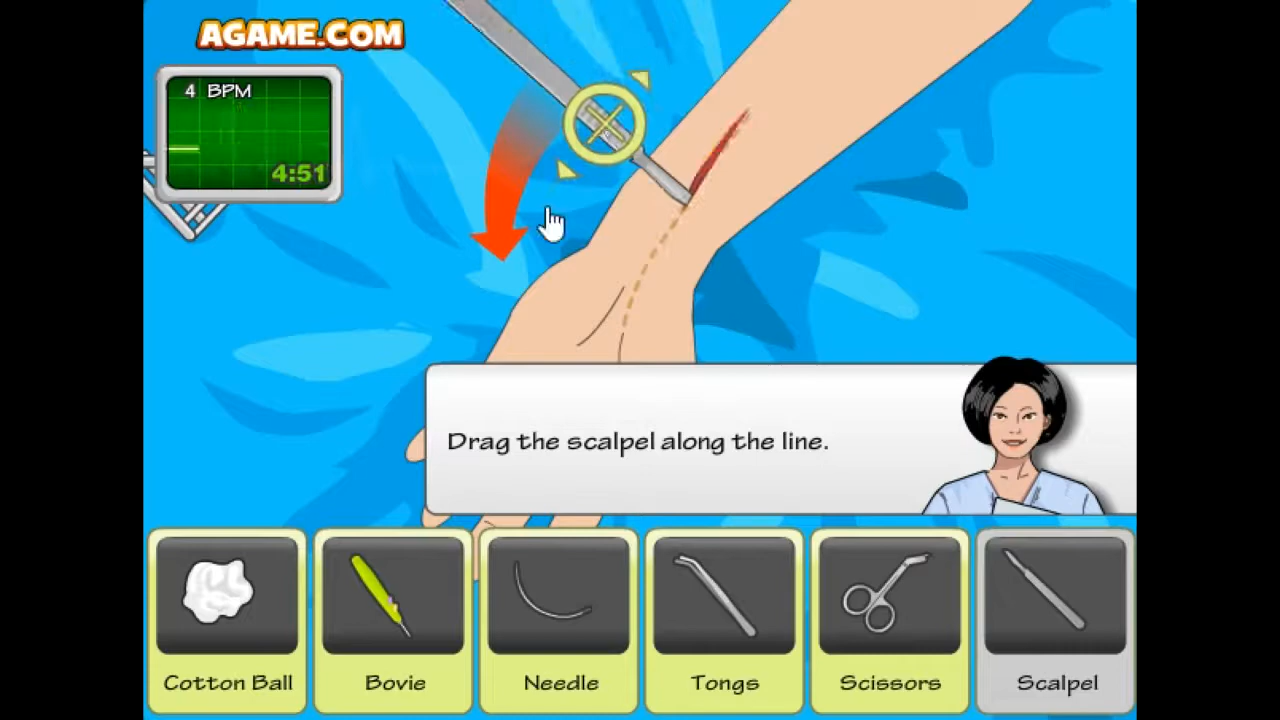 AGAME.COM
4 BPM
4:51
Drag the scalpel along the line.
Cotton Ball
Bovie
Needle
Tongs
Scissors
Scalpel